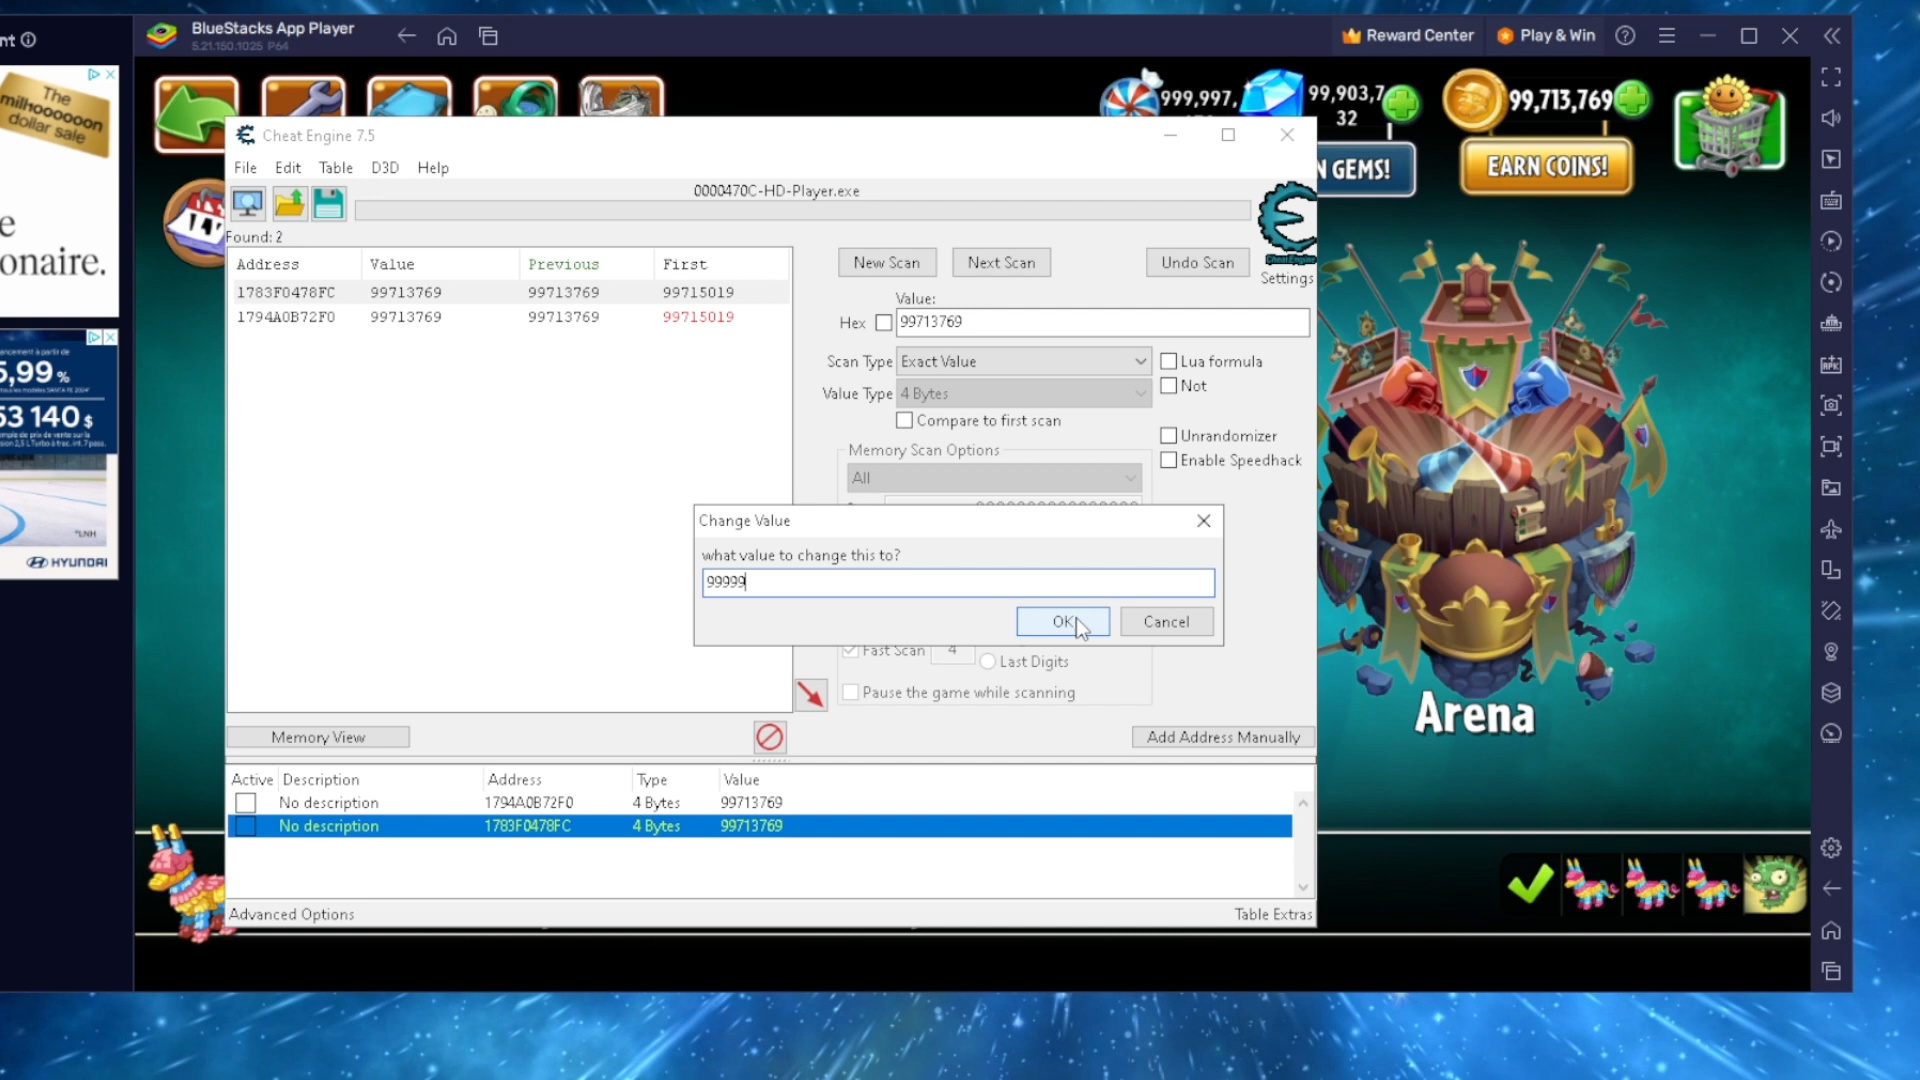 nt
BlueStacks App Player
5.21.150.1025 P64
Reward Center
Play & Win
The
milhooooooon
dollar sale
e
onaire.
5,99 %
53 140 $
*LNH
HYUNDAI
999,997,
99,903,7
32
99,713,769
N GEMS!
EARN COINS!
Cheat Engine 7.5
File Edit Table D3D Help
0000470C-HD-Player.exe
Found: 2
Address Value Previous First
1783F0478FC 99713769 99713769 99715019
1794A0B72F0 99713769 99713769 99715019
New Scan Next Scan Undo Scan
Cheat Engine
Settings
Value:
Hex 99713769
Scan Type Exact Value
Lua formula
Value Type 4 Bytes
Not
Compare to first scan
Memory Scan Options
Unrandomizer
All
Enable Speedhack
Change Value
what value to change this to?
99999
OK Cancel
Fast Scan 4
Last Digits
Pause the game while scanning
Memory View
Add Address Manually
Active Description Address Type Value
No description 1794A0B72F0 4 Bytes 99713769
No description 1783F0478FC 4 Bytes 99713769
Advanced Options
Table Extras
Arena